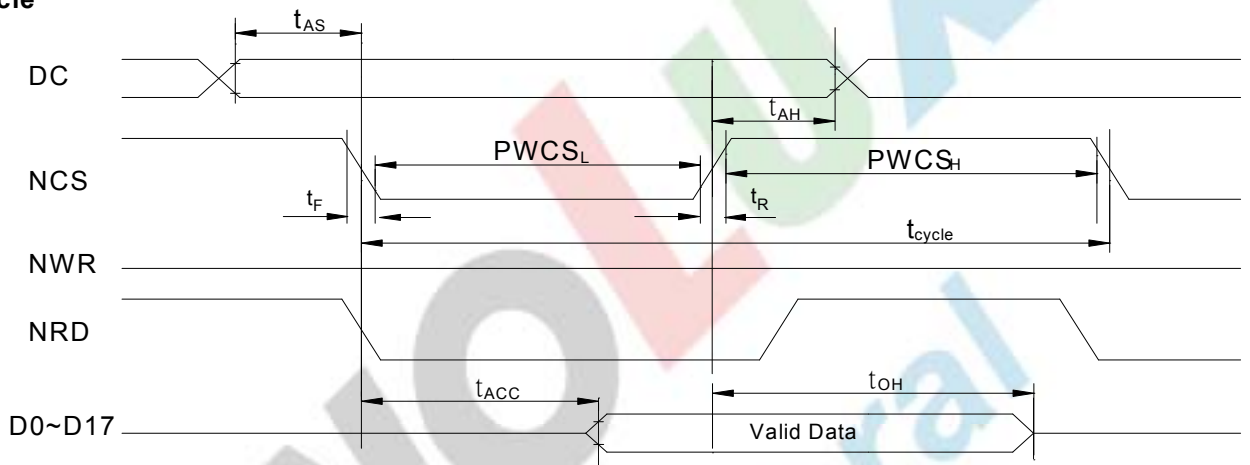 cle
tAS
DC
tAH
NCS
PWCSL
PWCSH
tF
tR
tcycle
NWR
NRD
tACC
tOH
D0~D17
Valid Data